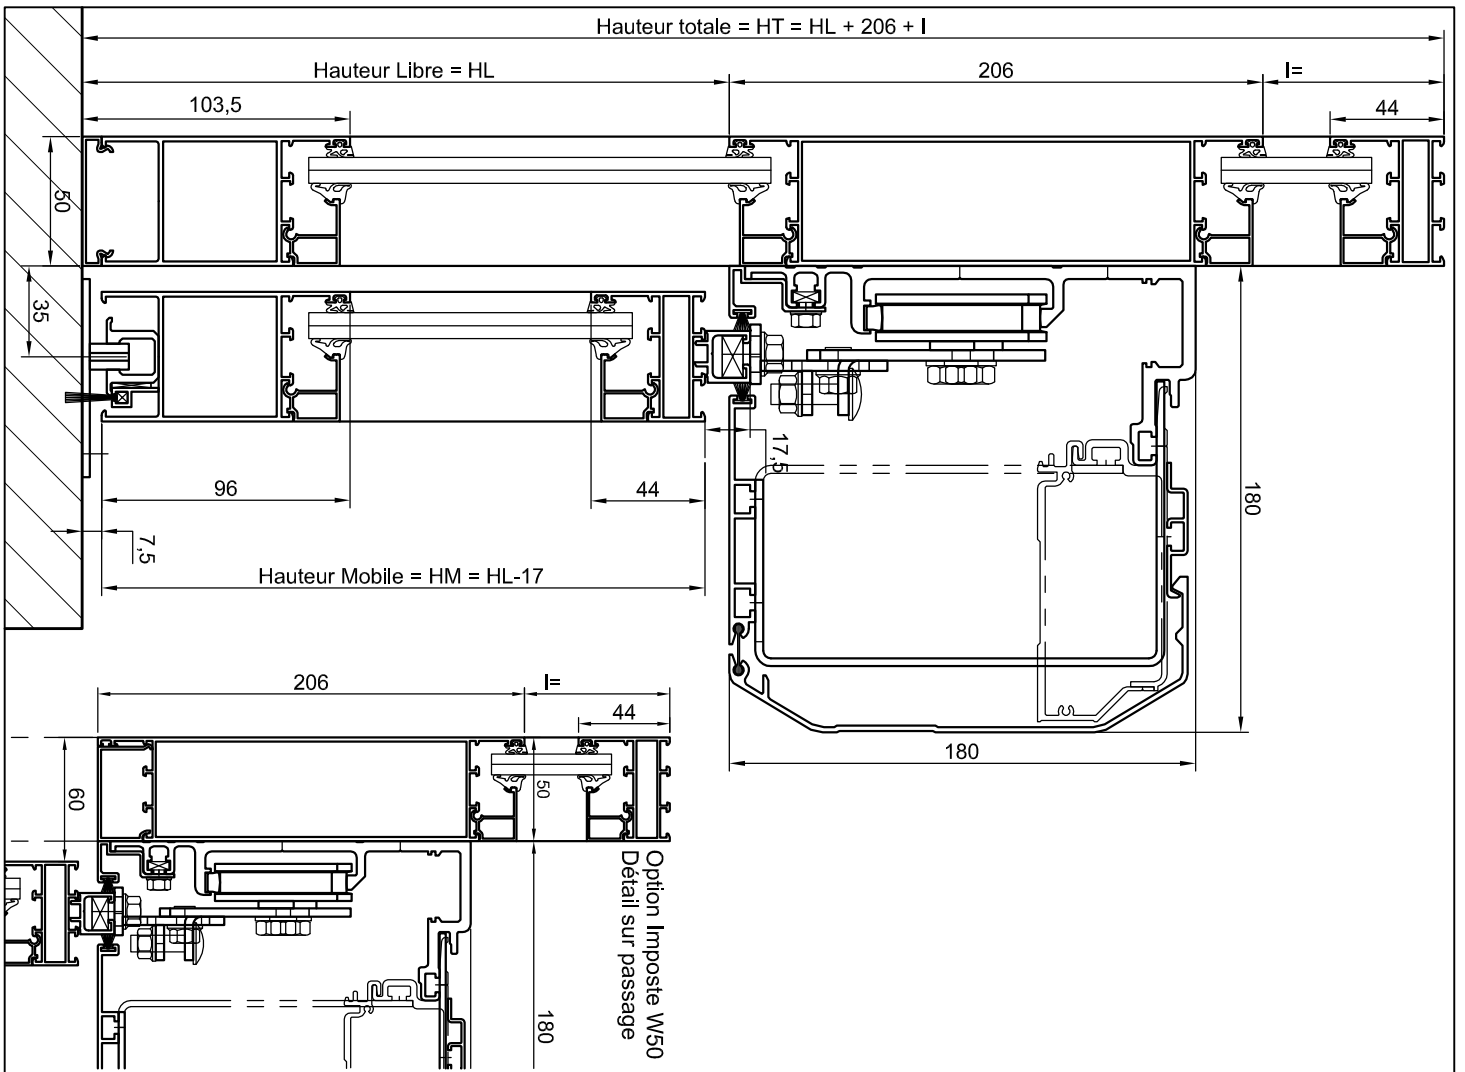 Hauteur totale = HT = HL + 206 + I
Hauteur Libre = HL
206
I=
103,5
44
50
35
17,5
96
44
180
7,5
Hauteur Mobile = HM = HL-17
206
I=
44
180
60
50
Option Imposte W50
Détail sur passage
180